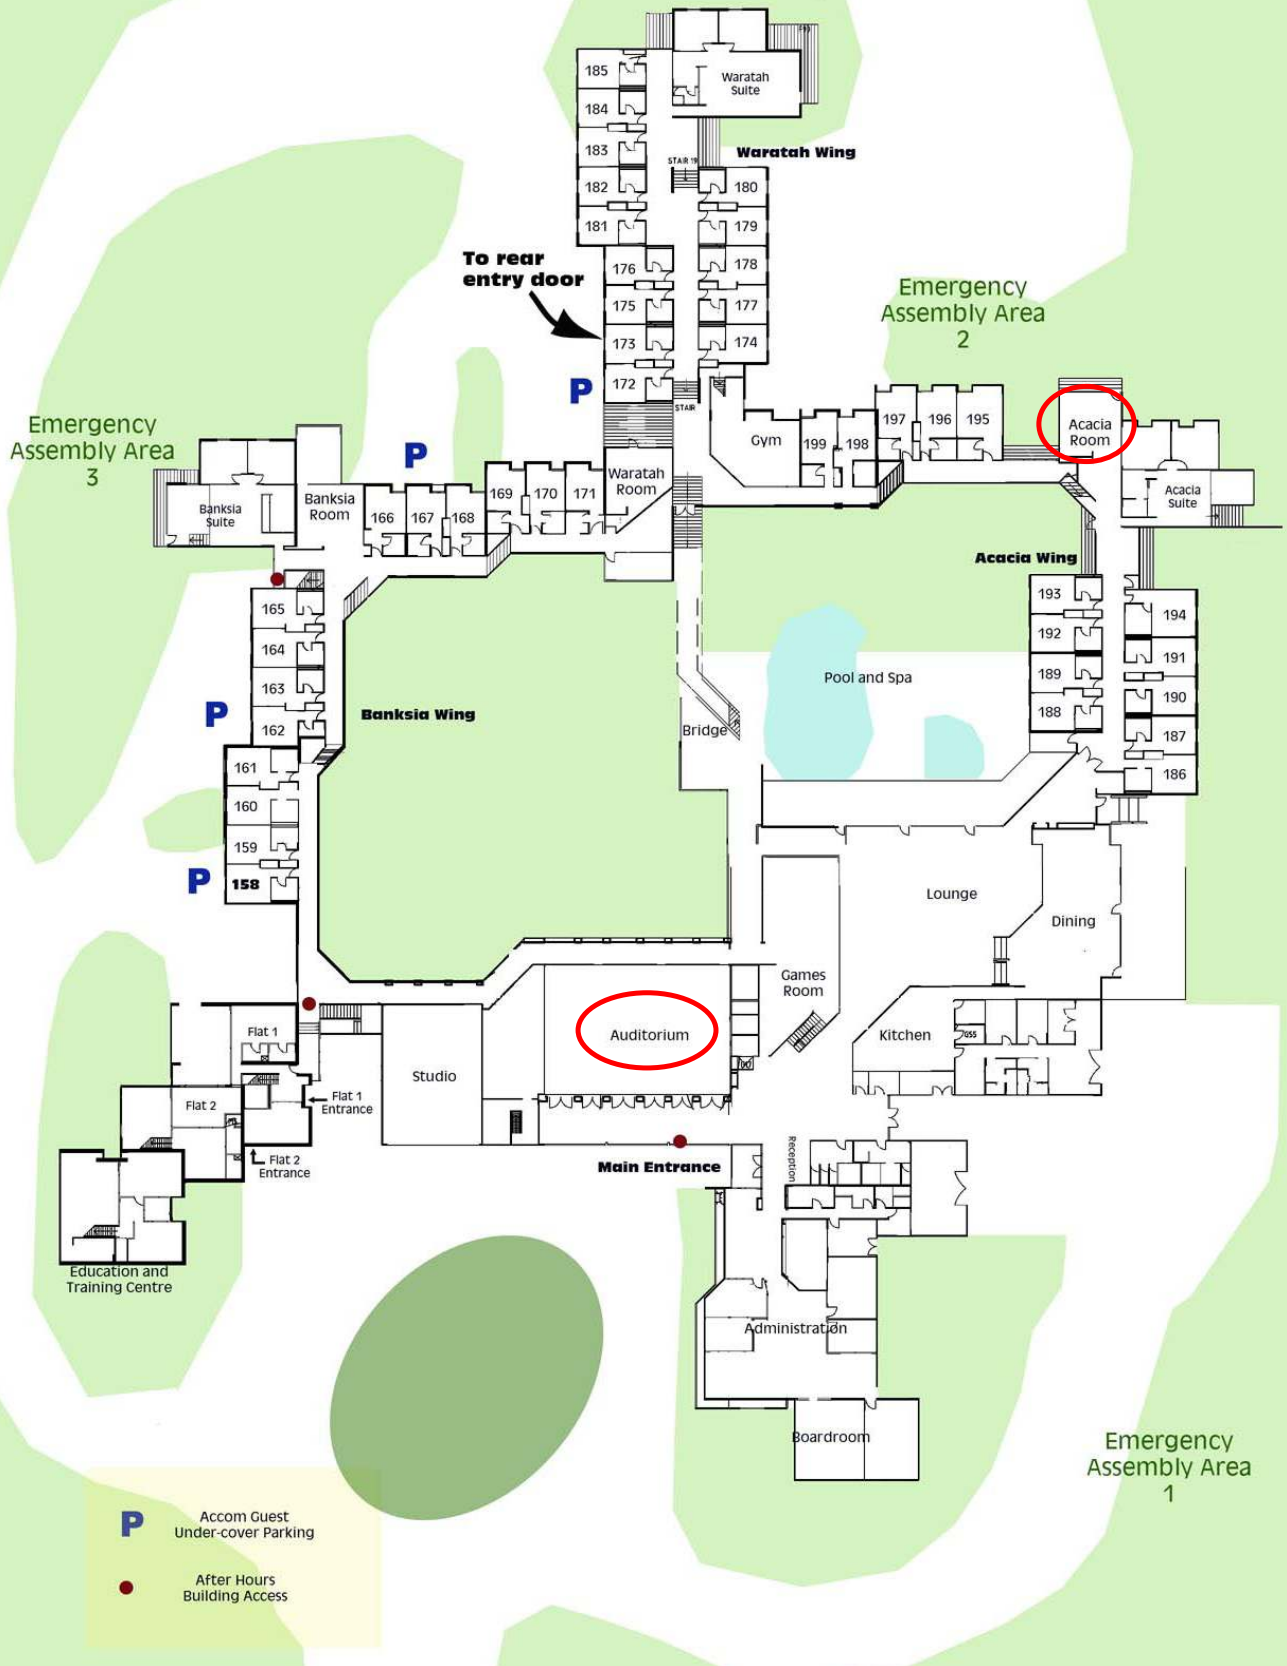 185
184
183
182
181
176
175
173
172
Waratah
Suite
STAIR 19
Waratah Wing
180
179
178
177
174
To rear
entry door
P
STAIR
Emergency
Assembly Area
2
Gym
199
198
197
196
195
Acacia
Room
Acacia
Suite
Emergency
Assembly Area
3
P
Banksia
Suite
Banksia
Room
166
167
168
169
170
171
Waratah
Room
Acacia Wing
193
192
189
188
194
191
190
187
186
165
164
163
162
161
160
159
158
P
P
Banksia Wing
Pool and Spa
Bridge
Lounge
Dining
Games
Room
Kitchen
Auditorium
Studio
Flat 1
Flat 2
Flat 1
Entrance
Flat 2
Entrance
Main Entrance
Reception
Education and
Training Centre
Administration
Boardroom
Emergency
Assembly Area
1
P
Accom Guest
Under-cover Parking
After Hours
Building Access